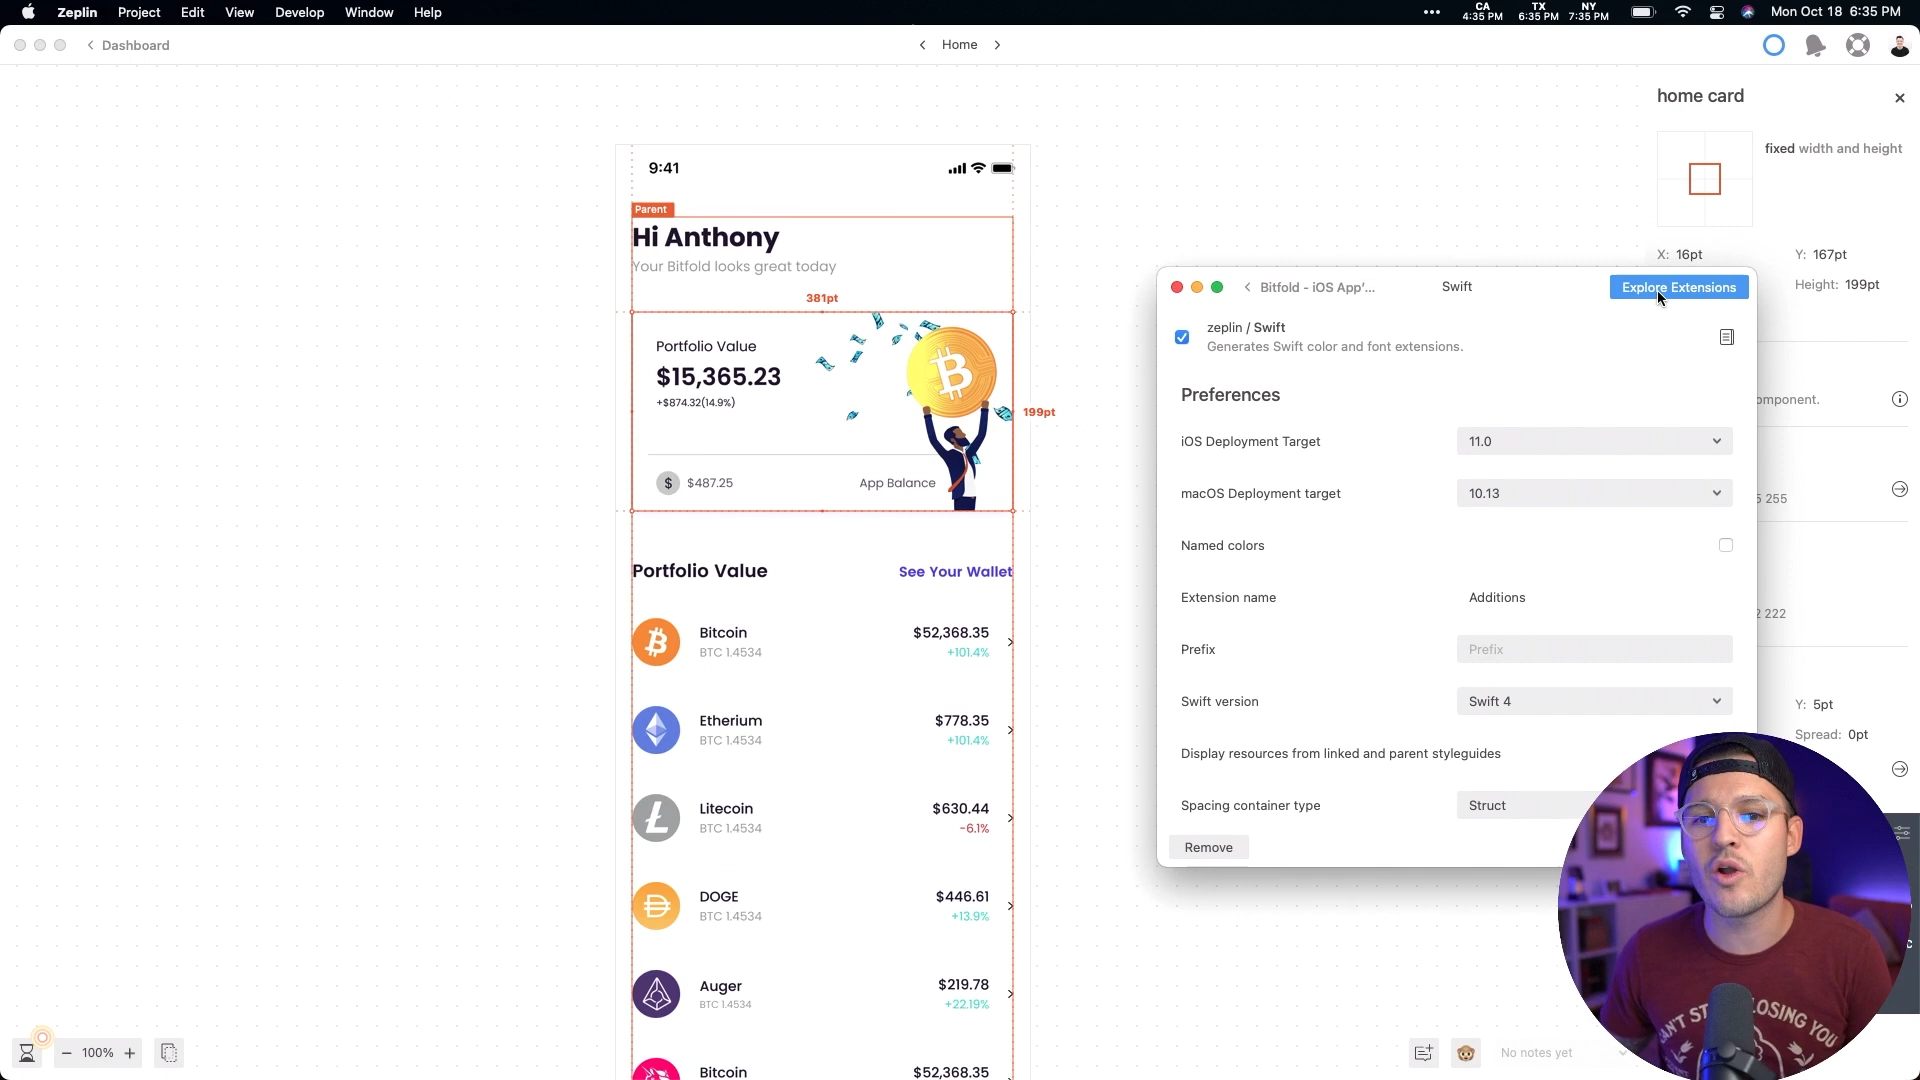 Zeplin Project Edit View Develop Window Help
CA 4:35 PM TX 6:35 PM NY 7:35 PM Mon Oct 18 6:35 PM
Dashboard
Home
home card
fixed width and height
X: 16pt Y: 167pt
Height: 199pt
omponent.
5 255
2 222
Y: 5pt
Spread: 0pt
9:41
Parent
Hi Anthony
Your Bitfold looks great today
381pt
Portfolio Value
$15,365.23
+$874.32(14.9%)
199pt
$ $487.25 App Balance
Portfolio Value See Your Wallet
Bitcoin $52,368.35
BTC 1.4534 +101.4%
Etherium $778.35
BTC 1.4534 +101.4%
Litecoin $630.44
BTC 1.4534 -6.1%
DOGE $446.61
BTC 1.4534 +13.9%
Auger $219.78
BTC 1.4534 +22.19%
Bitcoin $52,368.35
Bitfold - iOS App'... Swift Explore Extensions
zeplin / Swift
Generates Swift color and font extensions.
Preferences
iOS Deployment Target 11.0
macOS Deployment target 10.13
Named colors
Extension name Additions
Prefix Prefix
Swift version Swift 4
Display resources from linked and parent styleguides
Spacing container type Struct
Remove
100%
No notes yet
LOSING YOU